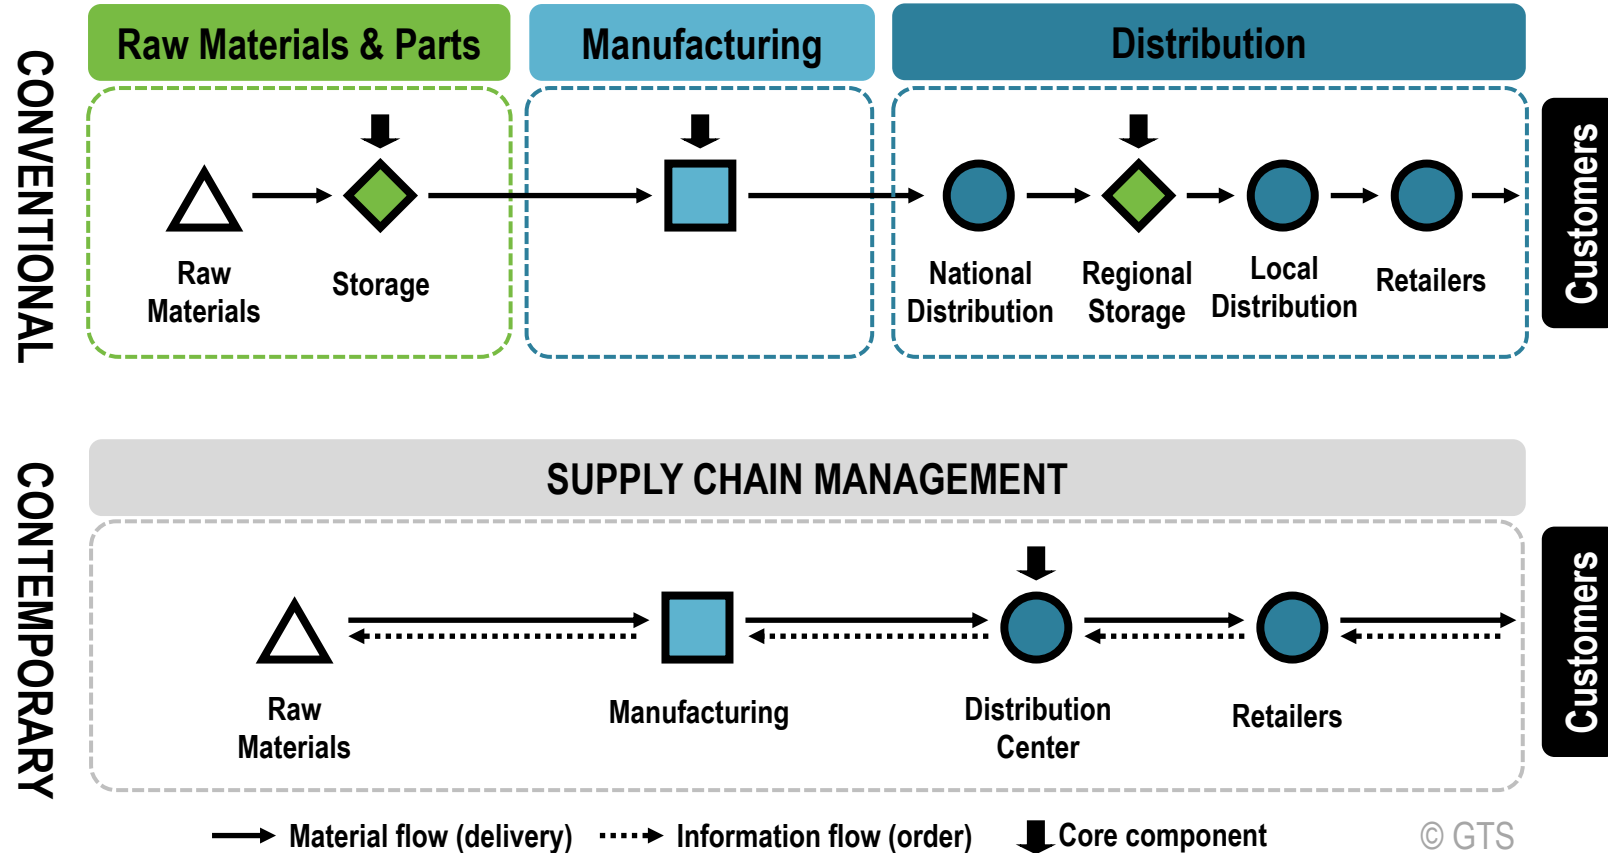 CONVENTIONAL
Raw Materials & Parts
Manufacturing
Distribution
Raw
Materials
Storage
National
Distribution
Regional
Storage
Local
Distribution
Retailers
Customers
CONTEMPORARY
SUPPLY CHAIN MANAGEMENT
Raw
Materials
Manufacturing
Distribution
Center
Retailers
Customers
Material flow (delivery)
Information flow (order)
Core component
© GTS